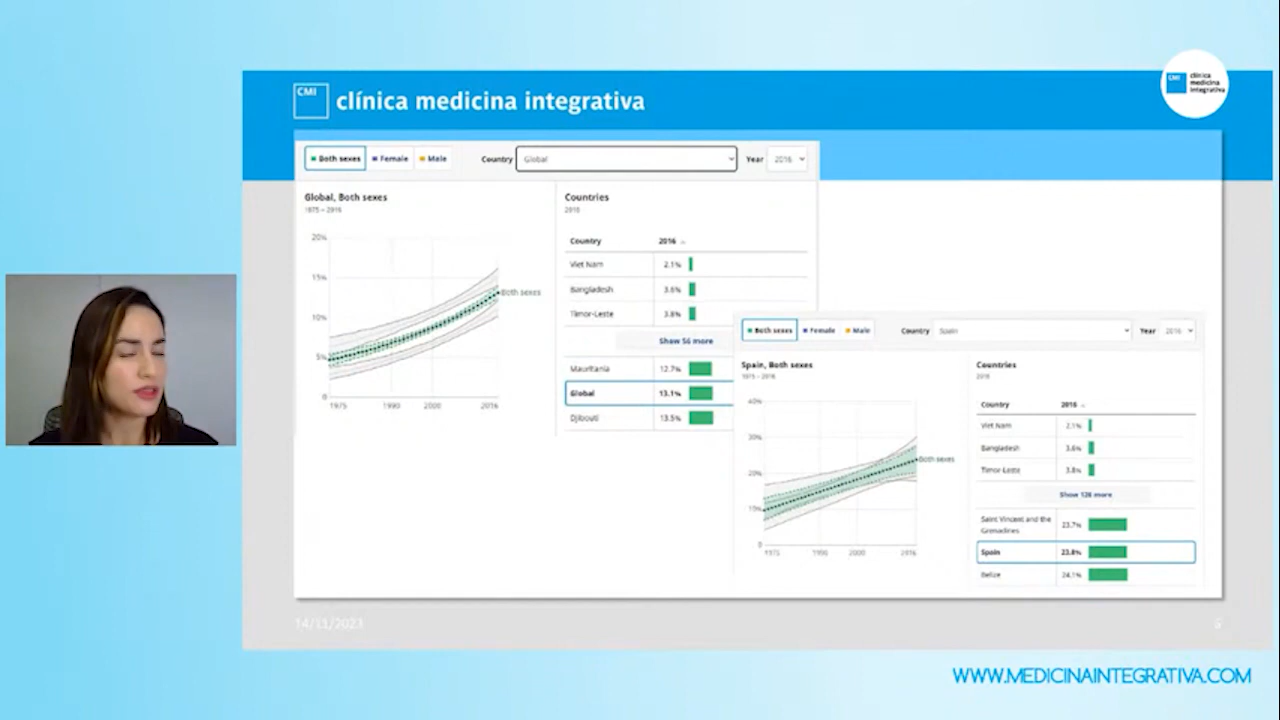 CMI
clínica medicina integrativa
CMI
clínica
medicina
integrativa
Both sexes Female Male Country Global Year 2016
Global, Both sexes
1975 – 2016
20%
15%
10%
5%
0
1975 1990 2000 2016
Both sexes
Countries
2016
Country 2016
Viet Nam 2.1%
Bangladesh 3.6%
Timor-Leste 3.8%
Show 56 more
Mauritania 12.7%
Global 13.1%
Djibouti 13.5%
Both sexes Female Male Country Spain Year 2016
Spain, Both sexes
1975 – 2016
40%
30%
20%
10%
0
1975 1990 2000 2016
Both sexes
Countries
2016
Country 2016
Viet Nam 2.1%
Bangladesh 3.6%
Timor-Leste 3.8%
Show 126 more
Saint Vincent and the
Grenadines 23.7%
Spain 23.8%
Belize 24.1%
14/11/2023
6
WWW.MEDICINAINTEGRATIVA.COM